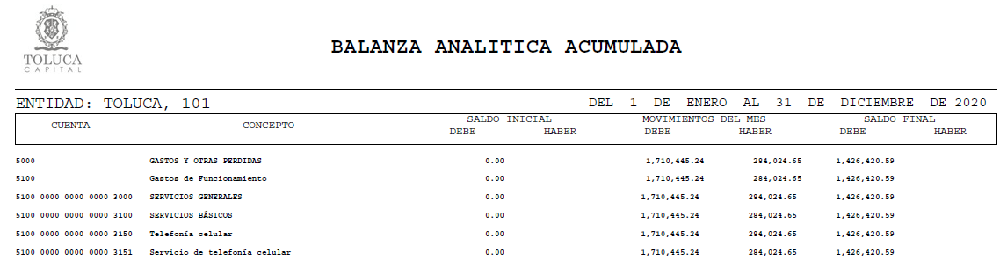 TOLUCA
CAPITAL
BALANZA ANALITICA ACUMULADA
ENTIDAD: TOLUCA, 101 DEL 1 DE ENERO AL 31 DE DICIEMBRE DE 2020
CUENTA CONCEPTO SALDO INICIAL MOVIMIENTOS DEL MES SALDO FINAL
DEBE HABER DEBE HABER DEBE HABER
5000 GASTOS Y OTRAS PERDIDAS 0.00 1,710,445.24 284,024.65 1,426,420.59
5100 Gastos de Funcionamiento 0.00 1,710,445.24 284,024.65 1,426,420.59
5100 0000 0000 0000 3000 SERVICIOS GENERALES 0.00 1,710,445.24 284,024.65 1,426,420.59
5100 0000 0000 0000 3100 SERVICIOS BÁSICOS 0.00 1,710,445.24 284,024.65 1,426,420.59
5100 0000 0000 0000 3150 Telefonía celular 0.00 1,710,445.24 284,024.65 1,426,420.59
5100 0000 0000 0000 3151 Servicio de telefonía celular 0.00 1,710,445.24 284,024.65 1,426,420.59